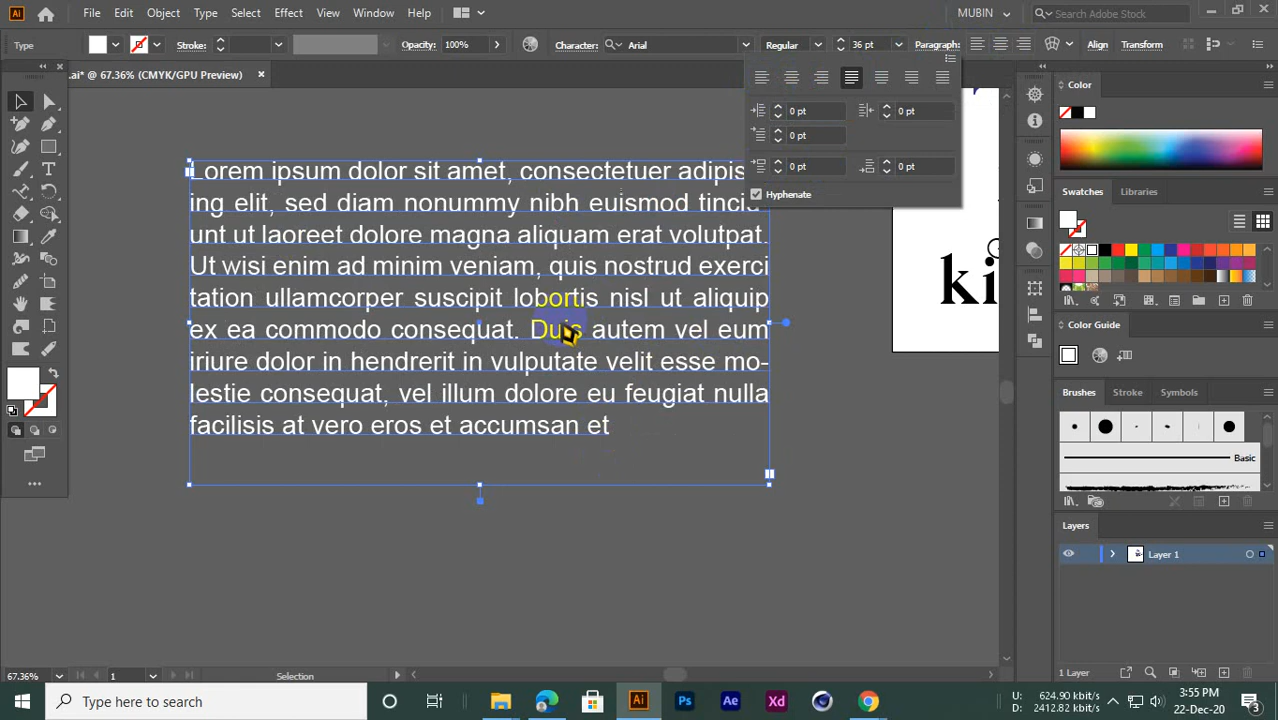 Ai File Edit Object Type Select Effect View Window Help MUBIN Search Adobe Stock
Type Stroke: Opacity: 100% Character: Arial Regular 36 pt Paragraph: Align Transform
.ai* @ 67.36% (CMYK/GPU Preview)
0 pt 0 pt
0 pt
0 pt 0 pt
Hyphenate
Lorem ipsum dolor sit amet, consectetuer adipis
ing elit, sed diam nonummy nibh euismod tincid
unt ut laoreet dolore magna aliquam erat volutpat.
Ut wisi enim ad minim veniam, quis nostrud exerci
tation ullamcorper suscipit lobortis nisl ut aliquip
ex ea commodo consequat. Duis autem vel eum
iriure dolor in hendrerit in vulputate velit esse mo-
lestie consequat, vel illum dolore eu feugiat nulla
facilisis at vero eros et accumsan et
ki
Color
Swatches Libraries
Color Guide
Brushes Stroke Symbols
Basic
Layers
Layer 1
1 Layer
67.36% 1 Selection
Type here to search
Ai Ps Ae Xd
U: 624.90 kbit/s
D: 2412.82 kbit/s
3:55 PM
22-Dec-20
3